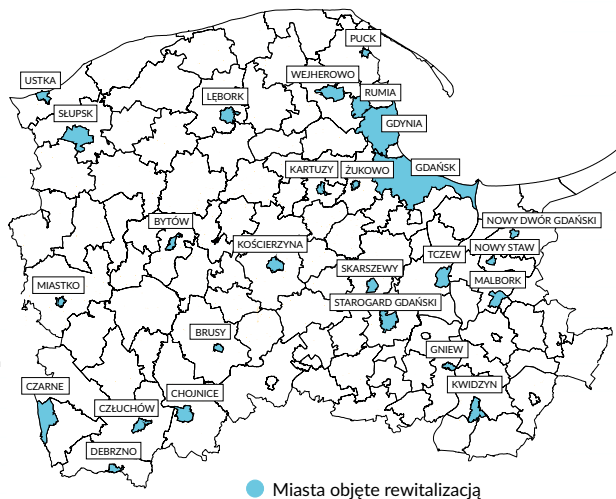 PUCK
USTKA
WEJHEROWO
LĘBORK
RUMIA
SŁUPSK
GDYNIA
KARTUZY
ŻUKOWO
GDAŃSK
BYTÓW
NOWY DWÓR GDAŃSKI
KOŚCIERZYNA
TCZEW
NOWY STAW
SKARSZEWY
MIASTKO
MALBORK
STAROGARD GDAŃSKI
BRUSY
GNIEW
CZARNE
CHOJNICE
KWIDZYN
CZŁUCHÓW
DEBRZNO
Miasta objęte rewitalizacją